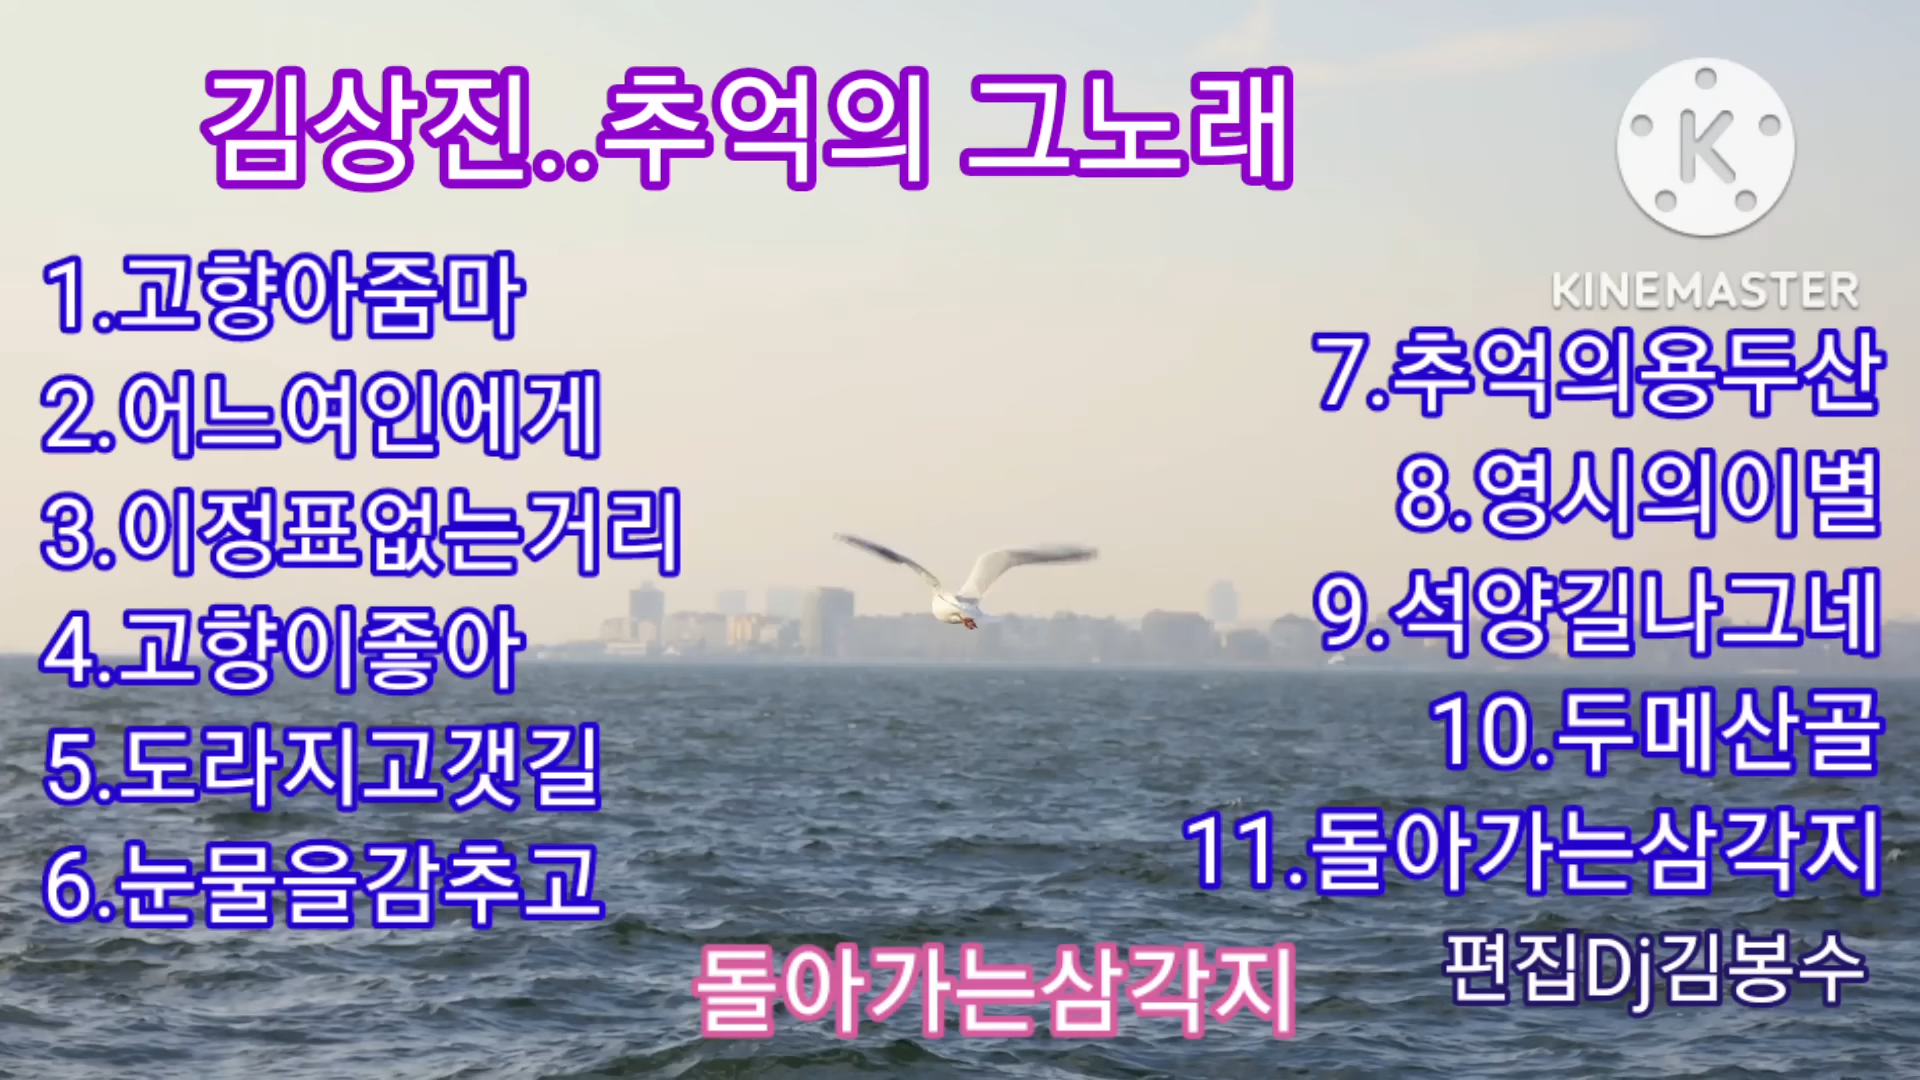 김상진..추억의 그노래
KINEMASTER
1.고향아줌마
2.어느여인에게
3.이정표없는거리
4.고향이좋아
5.도라지고갯길
6.눈물을감추고
7.추억의용두산
8.영시의이별
9.석양길나그네
10.두메산골
11.돌아가는삼각지
편집Dj김봉수
돌아가는삼각지